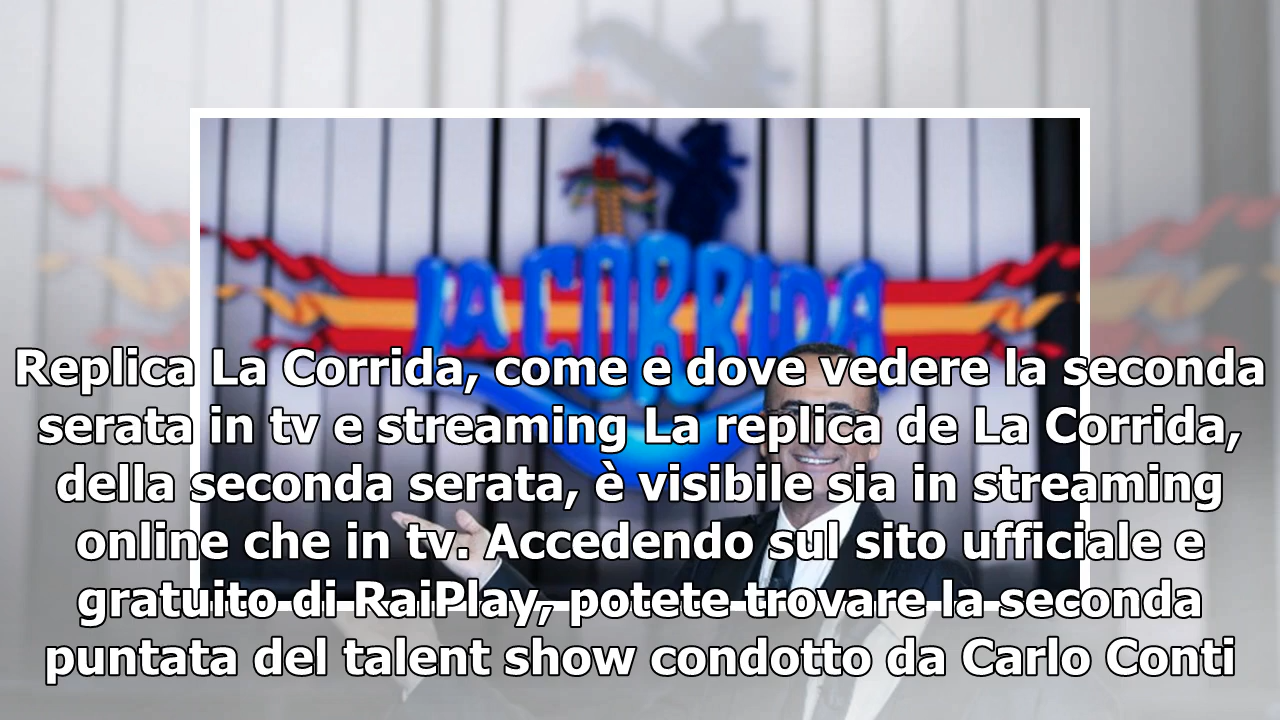 LA CORRIDA
Replica La Corrida, come e dove vedere la seconda
serata in tv e streaming La replica de La Corrida,
della seconda serata, è visibile sia in streaming
online che in tv. Accedendo sul sito ufficiale e
gratuito di RaiPlay, potete trovare la seconda
puntata del talent show condotto da Carlo Conti